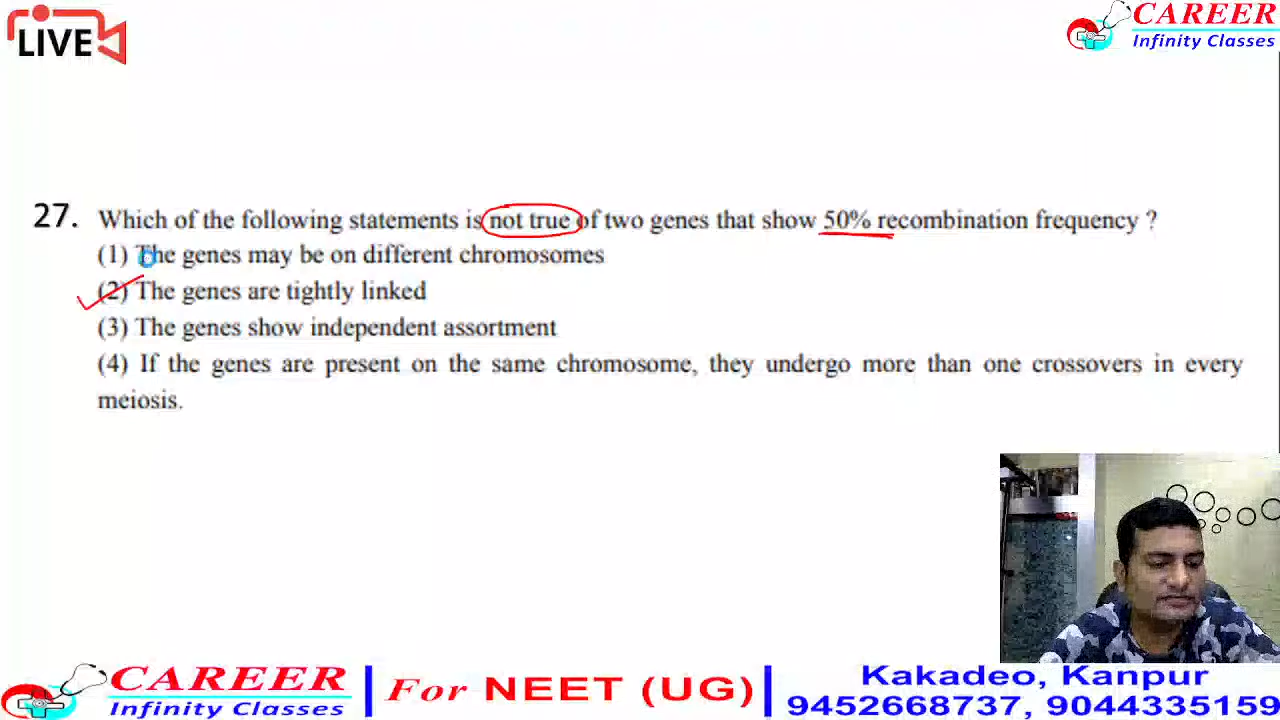 LIVE
CAREER
Infinity Classes
27. Which of the following statements is not true of two genes that show 50% recombination frequency ?
(1) The genes may be on different chromosomes
(2) The genes are tightly linked
(3) The genes show independent assortment
(4) If the genes are present on the same chromosome, they undergo more than one crossovers in every
meiosis.
CAREER
Infinity Classes
For NEET (UG)
Kakadeo, Kanpur
9452668737, 9044335159